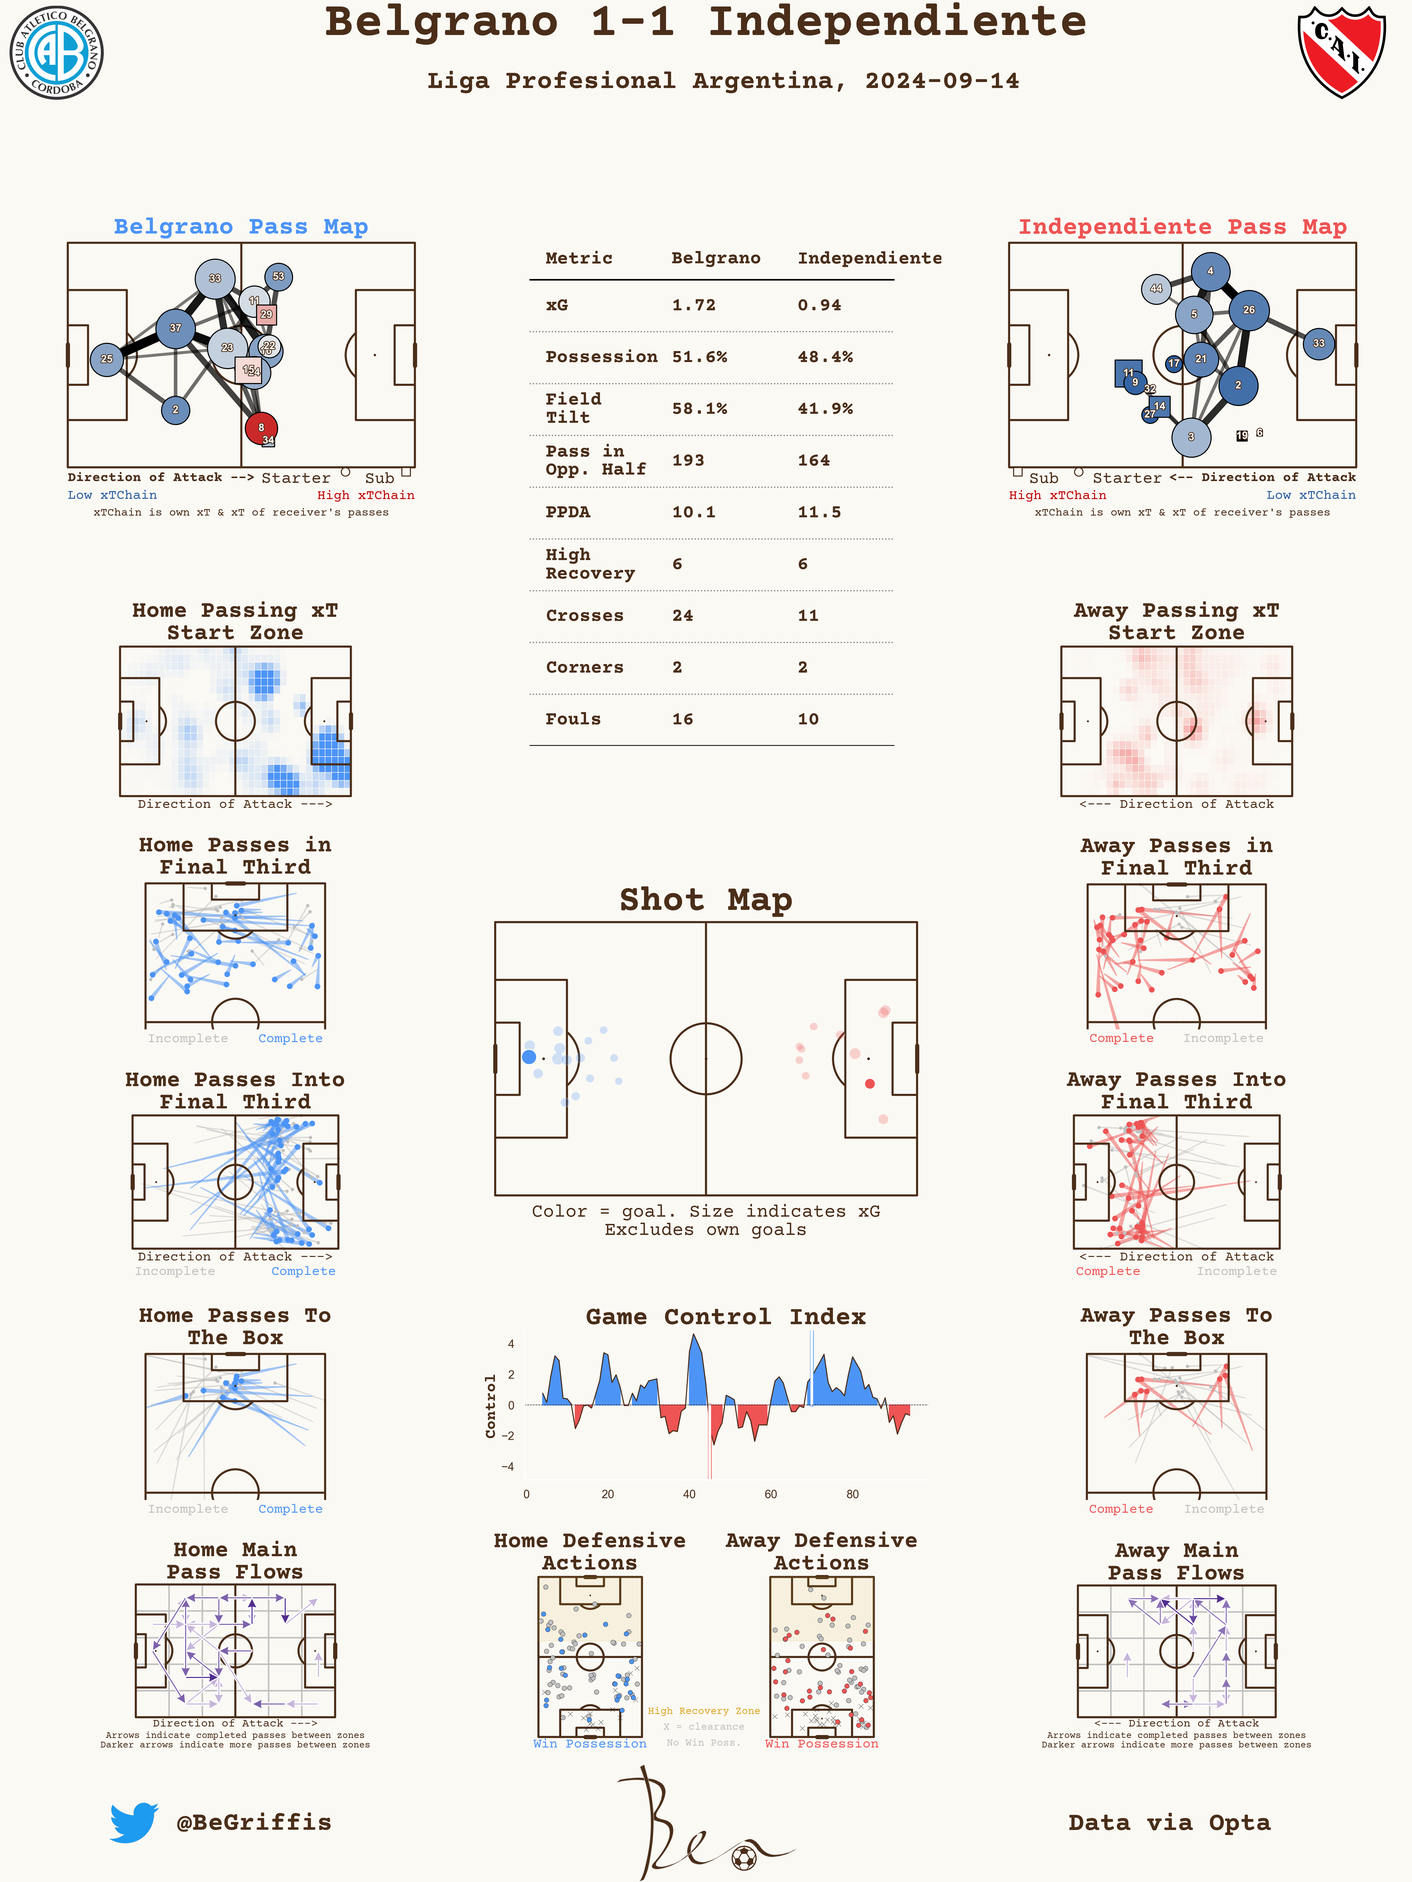 Belgrano 1-1 Independiente
Liga Profesional Argentina, 2024-09-14
CLUB ATLETICO BELGRANO
CORDOBA
AB
C.A.I.
Belgrano Pass Map
33
53
11
29
37
23
22
25
15
24
2
8
34
Direction of Attack --> Starter Sub
Low xTChain High xTChain
xTChain is own xT & xT of receiver's passes
Metric Belgrano Independiente
xG 1.72 0.94
Possession 51.6% 48.4%
Field
Tilt 58.1% 41.9%
Pass in
Opp. Half 193 164
PPDA 10.1 11.5
High
Recovery 6 6
Crosses 24 11
Corners 2 2
Fouls 16 10
Independiente Pass Map
4
44
5
26
33
21
17
11
9
32
2
14
27
3
19
6
Sub Starter <-- Direction of Attack
High xTChain Low xTChain
xTChain is own xT & xT of receiver's passes
Home Passing xT
Start Zone
Direction of Attack --->
Away Passing xT
Start Zone
<--- Direction of Attack
Home Passes in
Final Third
Incomplete Complete
Away Passes in
Final Third
Complete Incomplete
Shot Map
Color = goal. Size indicates xG
Excludes own goals
Home Passes Into
Final Third
Direction of Attack --->
Incomplete Complete
Away Passes Into
Final Third
<--- Direction of Attack
Complete Incomplete
Home Passes To
The Box
Incomplete Complete
Game Control Index
Control
4
2
0
−2
−4
0 20 40 60 80
Away Passes To
The Box
Complete Incomplete
Home Main
Pass Flows
Direction of Attack --->
Arrows indicate completed passes between zones
Darker arrows indicate more passes between zones
Home Defensive
Actions
Win Possession
Away Defensive
Actions
Win Possession
High Recovery Zone
X = clearance
No Win Poss.
Away Main
Pass Flows
<--- Direction of Attack
Arrows indicate completed passes between zones
Darker arrows indicate more passes between zones
@BeGriffis
Ben
Data via Opta